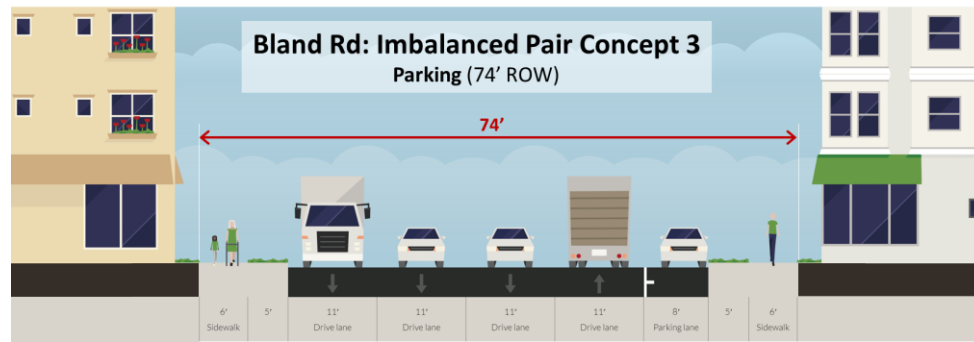 Bland Rd: Imbalanced Pair Concept 3
Parking (74’ ROW)
74’
6' 5' 11' 11' 11' 11' 8' 5' 6'
Sidewalk Drive lane Drive lane Drive lane Drive lane Parking lane Sidewalk